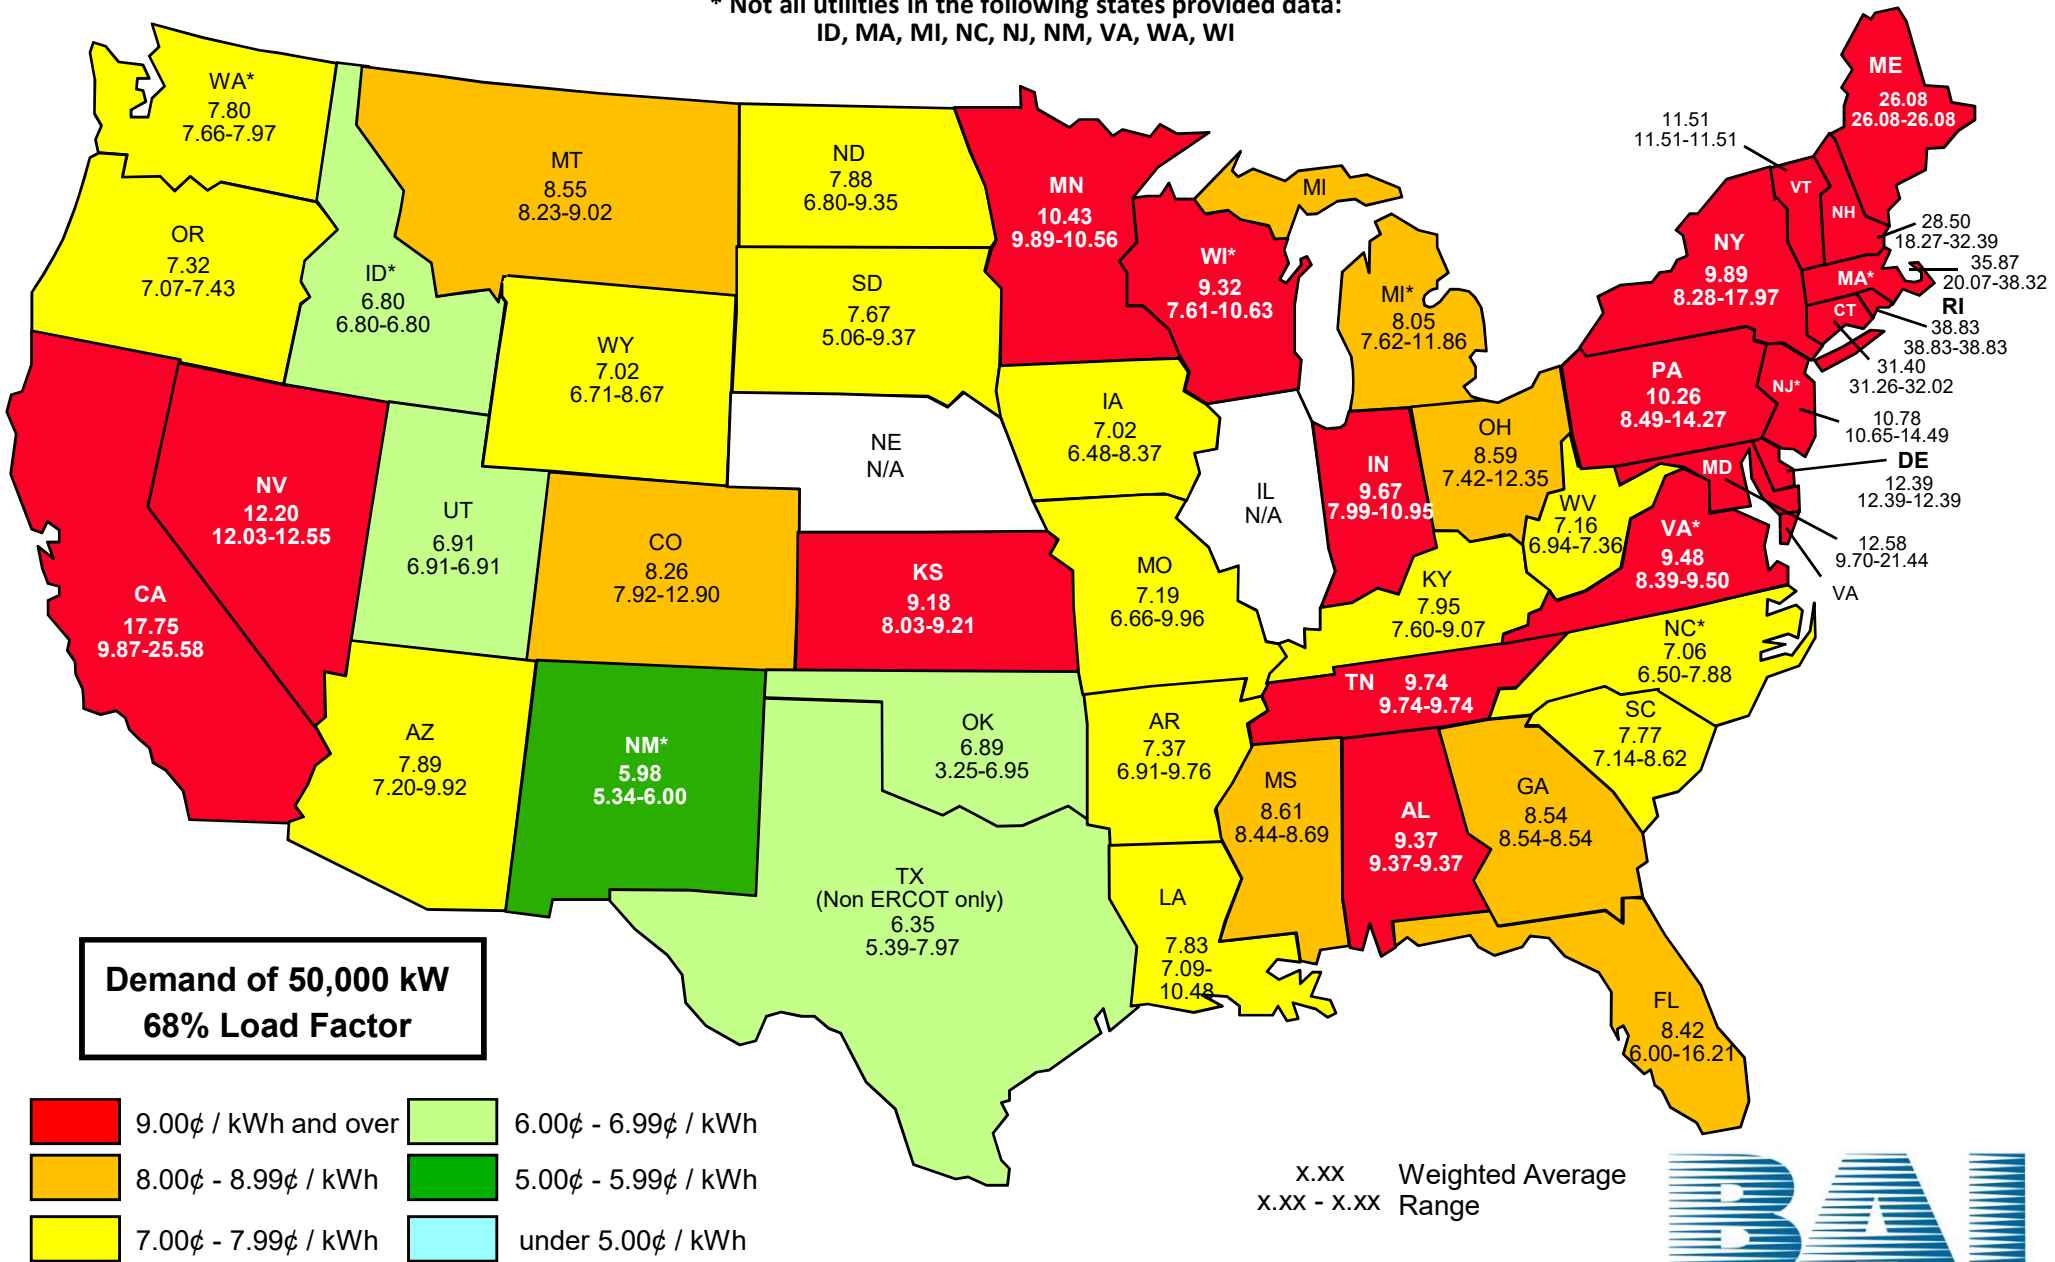 * Not all utilities in the following states provided data:
ID, MA, MI, NC, NJ, NM, VA, WA, WI
WA*
7.80
7.66-7.97
OR
7.32
7.07-7.43
ID*
6.80
6.80-6.80
MT
8.55
8.23-9.02
ND
7.88
6.80-9.35
SD
7.67
5.06-9.37
WY
7.02
6.71-8.67
MN
10.43
9.89-10.56
WI*
9.32
7.61-10.63
MI
MI*
8.05
7.62-11.86
ME
26.08
26.08-26.08
11.51
11.51-11.51
VT
NH
28.50
18.27-32.39
NY
9.89
8.28-17.97
MA*
35.87
20.07-38.32
CT
RI
38.83
38.83-38.83
31.40
31.26-32.02
PA
10.26
8.49-14.27
NJ*
10.78
10.65-14.49
DE
12.39
12.39-12.39
MD
12.58
9.70-21.44
VA
CA
17.75
9.87-25.58
NV
12.20
12.03-12.55
UT
6.91
6.91-6.91
CO
8.26
7.92-12.90
NE
N/A
KS
9.18
8.03-9.21
IA
7.02
6.48-8.37
IL
N/A
IN
9.67
7.99-10.95
OH
8.59
7.42-12.35
WV
7.16
6.94-7.36
VA*
9.48
8.39-9.50
MO
7.19
6.66-9.96
KY
7.95
7.60-9.07
NC*
7.06
6.50-7.88
TN 9.74
9.74-9.74
SC
7.77
7.14-8.62
AZ
7.89
7.20-9.92
NM*
5.98
5.34-6.00
OK
6.89
3.25-6.95
AR
7.37
6.91-9.76
MS
8.61
8.44-8.69
AL
9.37
9.37-9.37
GA
8.54
8.54-8.54
TX
(Non ERCOT only)
6.35
5.39-7.97
LA
7.83
7.09-
10.48
FL
8.42
6.00-16.21
Demand of 50,000 kW
68% Load Factor
9.00¢ / kWh and over
8.00¢ - 8.99¢ / kWh
7.00¢ - 7.99¢ / kWh
6.00¢ - 6.99¢ / kWh
5.00¢ - 5.99¢ / kWh
under 5.00¢ / kWh
x.xx Weighted Average
x.xx - x.xx Range
BAI